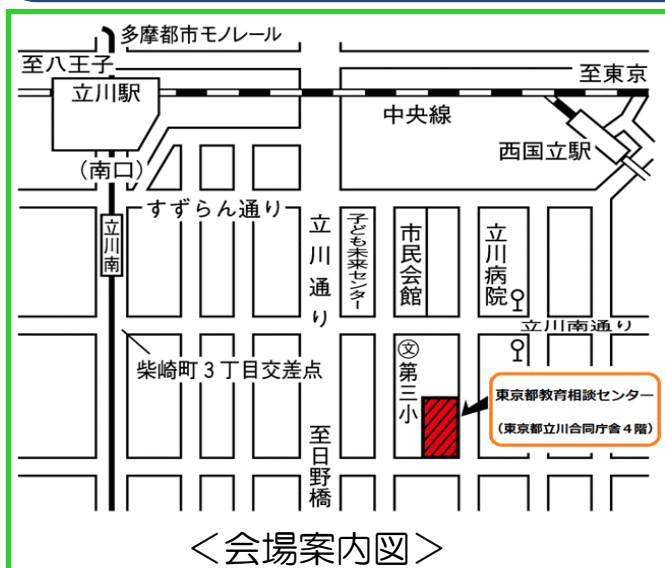 多摩都市モノレール
至八王子
至東京
立川駅
中央線
西国立駅
(南口)
すずらん通り
立川南
立川通り
子ども未来センター
市民会館
立川病院
立川南通り
柴崎町3丁目交差点
文
第三小
東京都教育相談センター
(東京都立川合同庁舎4階)
至日野橋
<会場案内図>